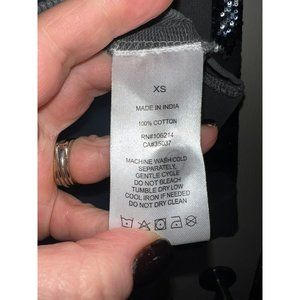 XS
MADE IN INDIA
100% COTTON
RN#106214
CA#35037
MACHINE WASH COLD
SEPARATELY,
GENTLE CYCLE
DO NOT BLEACH
TUMBLE DRY LOW
COOL IRON IF NEEDED
DO NOT DRY CLEAN